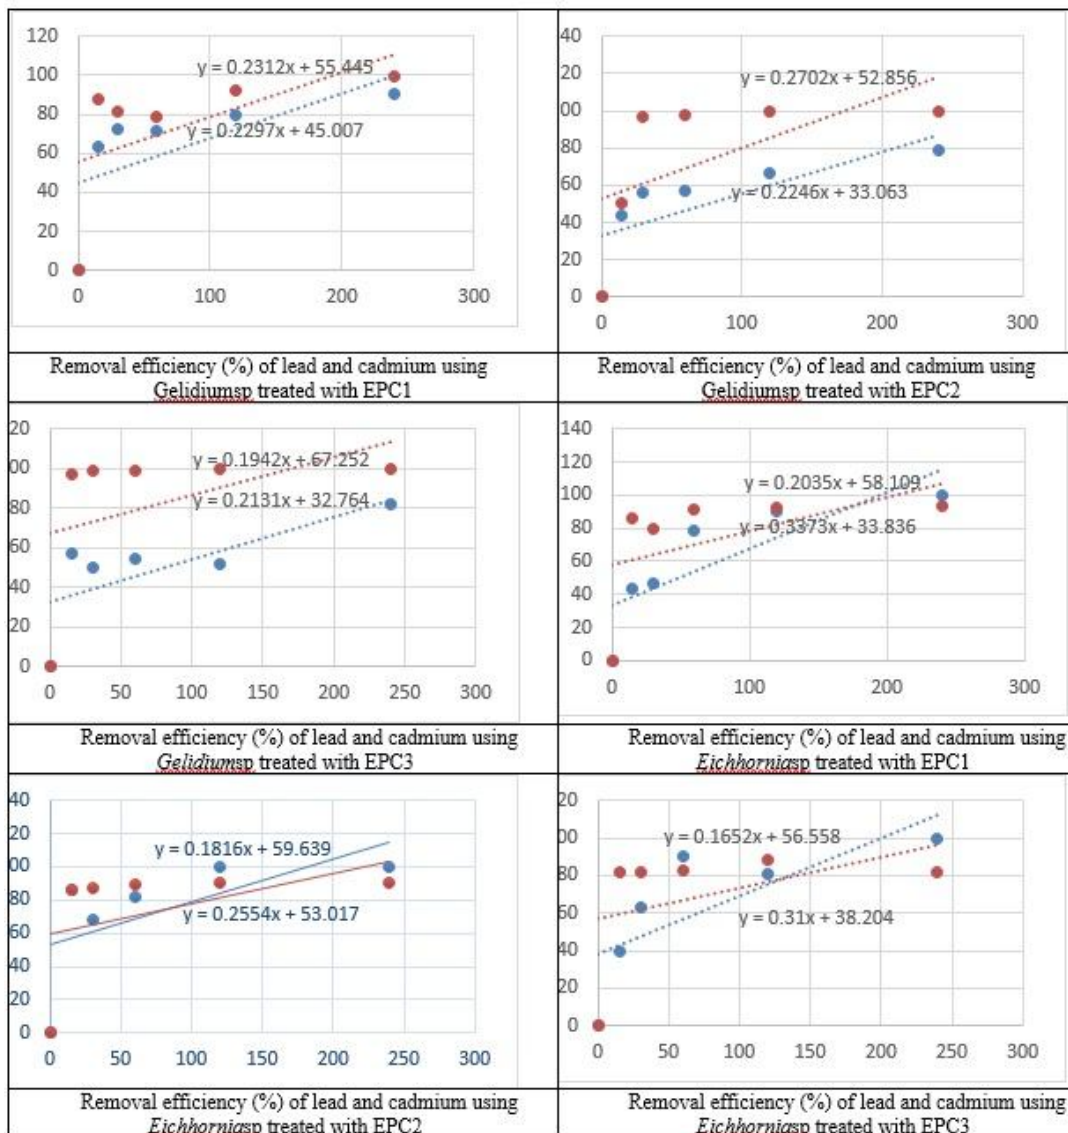 120
100
80
60
40
20
0
y = 0.2312x + 55.445
y = 0.2297x + 45.007
0 100 200 300
Removal efficiency (%) of lead and cadmium using
Gelidiumsp treated with EPC1
40
20
00
80
60
40
20
0
y = 0.2702x + 52.856
y = 0.2246x + 33.063
0 100 200 300
Removal efficiency (%) of lead and cadmium using
Gelidiumsp treated with EPC2
20
00
80
60
40
20
0
y = 0.1942x + 67.252
y = 0.2131x + 32.764
0 50 100 150 200 250 300
Removal efficiency (%) of lead and cadmium using
Gelidiumsp treated with EPC3
140
120
100
80
60
40
20
0
y = 0.2035x + 58.109
y = 0.3373x + 33.836
0 100 200 300
Removal efficiency (%) of lead and cadmium using
Eichhorniasp treated with EPC1
40
20
00
80
60
40
20
0
y = 0.1816x + 59.639
y = 0.2554x + 53.017
0 50 100 150 200 250 300
Removal efficiency (%) of lead and cadmium using
Eichhorniasp treated with EPC2
20
00
80
60
40
20
0
y = 0.1652x + 56.558
y = 0.31x + 38.204
0 50 100 150 200 250 300
Removal efficiency (%) of lead and cadmium using
Eichhorniasp treated with EPC3